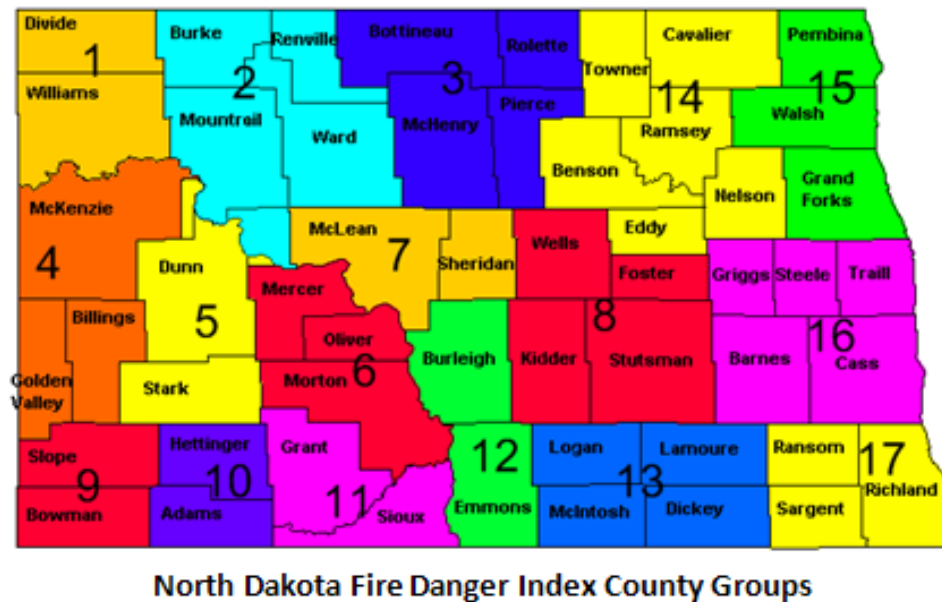 Divide
Burke
Renville
Bottineau
Rolette
Cavalier
Pembina
1
2
3
Towner
14
15
Williams
Mountrail
Ward
McHenry
Pierce
Ramsey
Walsh
Benson
Nelson
Grand
Forks
McKenzie
McLean
Wells
Eddy
4
Dunn
7
Sheridan
Foster
Griggs
Steele
Traill
Mercer
Billings
5
8
16
Oliver
Burleigh
Kidder
Stutsman
Barnes
Cass
Golden
Valley
Stark
Morton
6
Slope
Hettinger
Grant
12
Logan
Lamoure
Ransom
17
9
10
11
13
Richland
Bowman
Adams
Sioux
Emmons
McIntosh
Dickey
Sargent
North Dakota Fire Danger Index County Groups